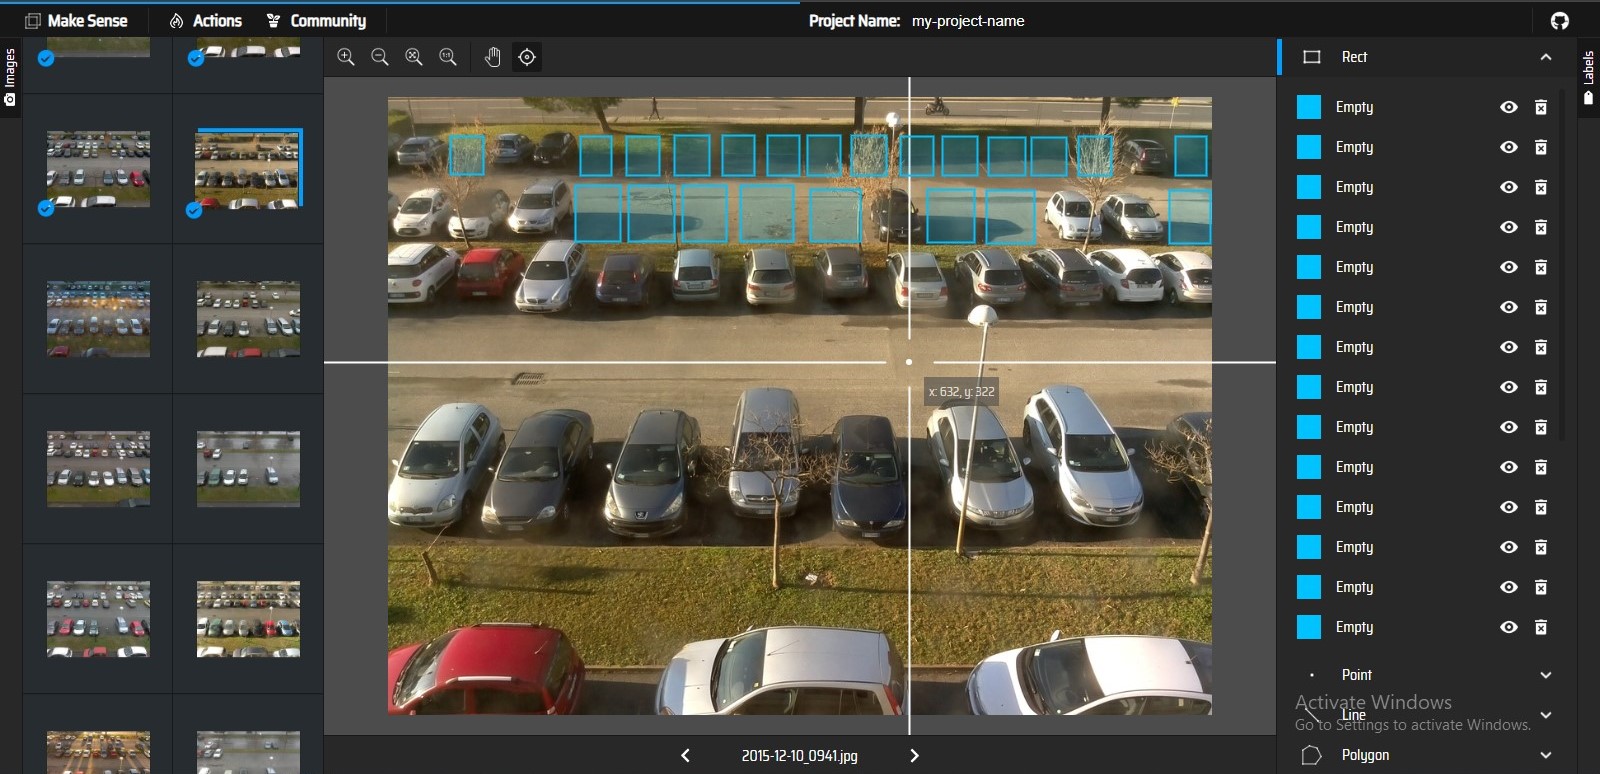 Make Sense
Actions
Community
Project Name: my-project-name
Images
1:1
Rect
Labels
Empty
Empty
Empty
Empty
Empty
Empty
Empty
Empty
Empty
Empty
Empty
Empty
Empty
Empty
x: 632, y: 322
Point
Activate Windows
Line
Go to Settings to activate Windows.
Polygon
2015-12-10_0941.jpg